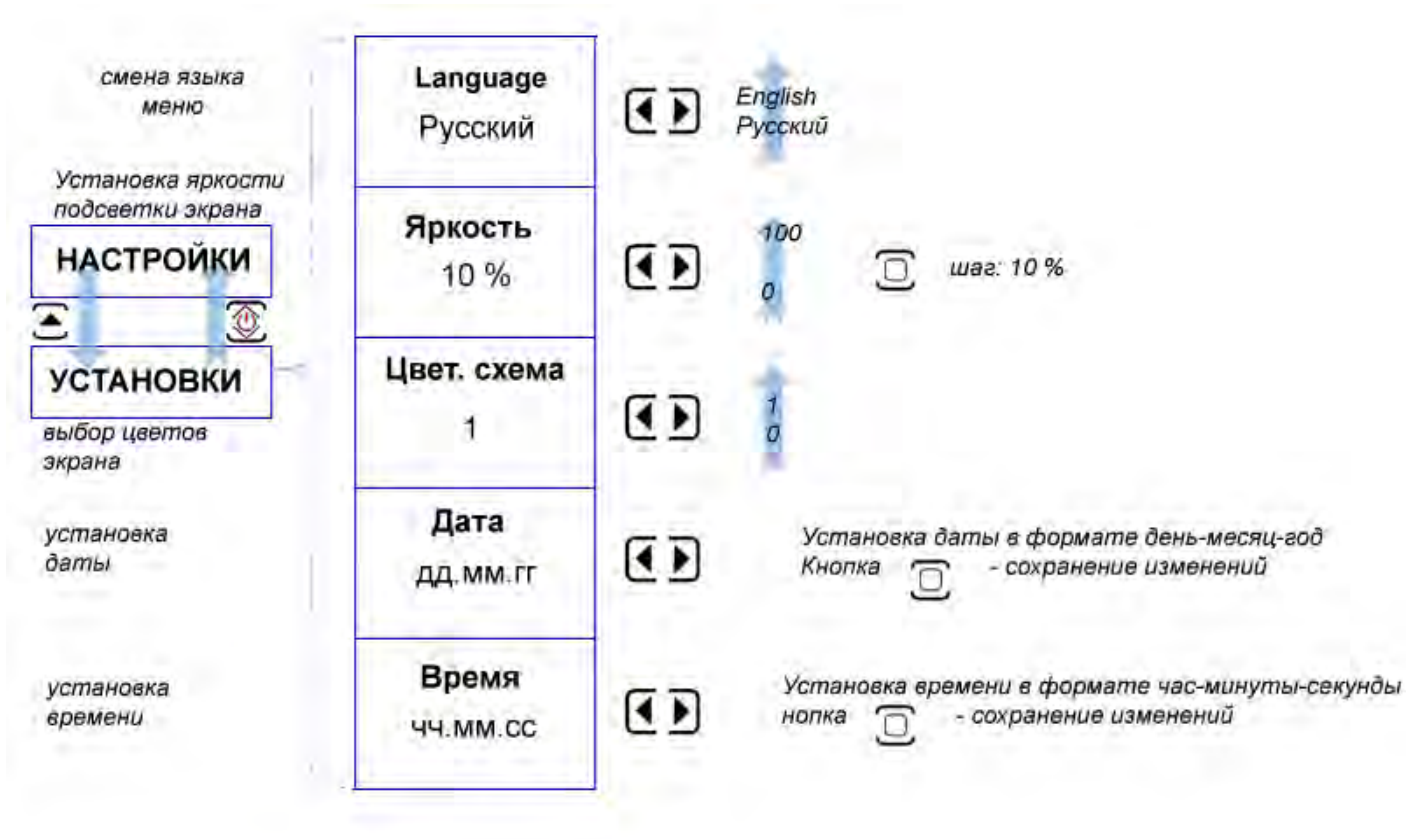 смена языка
меню
Language
Русский
English
Русский
Установка яркости
подсветки экрана
Яркость
10 %
100
0
шаг: 10 %
НАСТРОЙКИ
УСТАНОВКИ
Цвет. схема
1
1
0
выбор цветов
экрана
установка
даты
Дата
дд.мм.гг
Установка даты в формате день-месяц-год
Кнопка - сохранение изменений
установка
времени
Время
чч.мм.сс
Установка времени в формате час-минуты-секунды
нопка - сохранение изменений